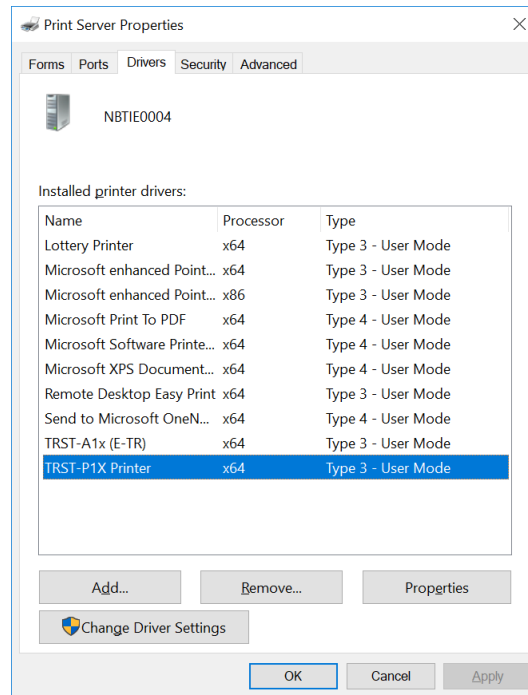 Print Server Properties
Forms Ports Drivers Security Advanced
NBTIE0004
Installed printer drivers:
Name Processor Type
Lottery Printer x64 Type 3 - User Mode
Microsoft enhanced Point... x64 Type 3 - User Mode
Microsoft enhanced Point... x86 Type 3 - User Mode
Microsoft Print To PDF x64 Type 4 - User Mode
Microsoft Software Printe... x64 Type 4 - User Mode
Microsoft XPS Document... x64 Type 4 - User Mode
Remote Desktop Easy Print x64 Type 3 - User Mode
Send to Microsoft OneN... x64 Type 4 - User Mode
TRST-A1x (E-TR) x64 Type 3 - User Mode
TRST-P1X Printer x64 Type 3 - User Mode
Add... Remove... Properties
Change Driver Settings
OK Cancel Apply